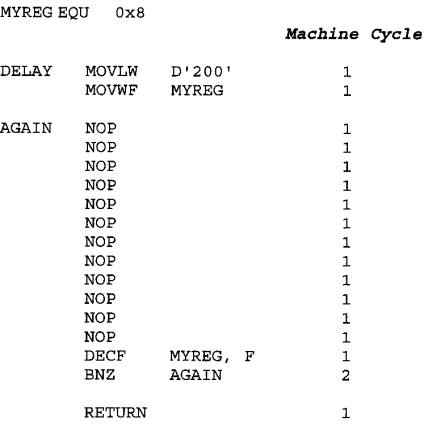 MYREG EQU 0x8
Machine Cycle
DELAY MOVLW D'200' 1
MOVWF MYREG 1
AGAIN NOP 1
NOP 1
NOP 1
NOP 1
NOP 1
NOP 1
NOP 1
NOP 1
NOP 1
NOP 1
NOP 1
NOP 1
DECF MYREG, F 1
BNZ AGAIN 2
RETURN 1